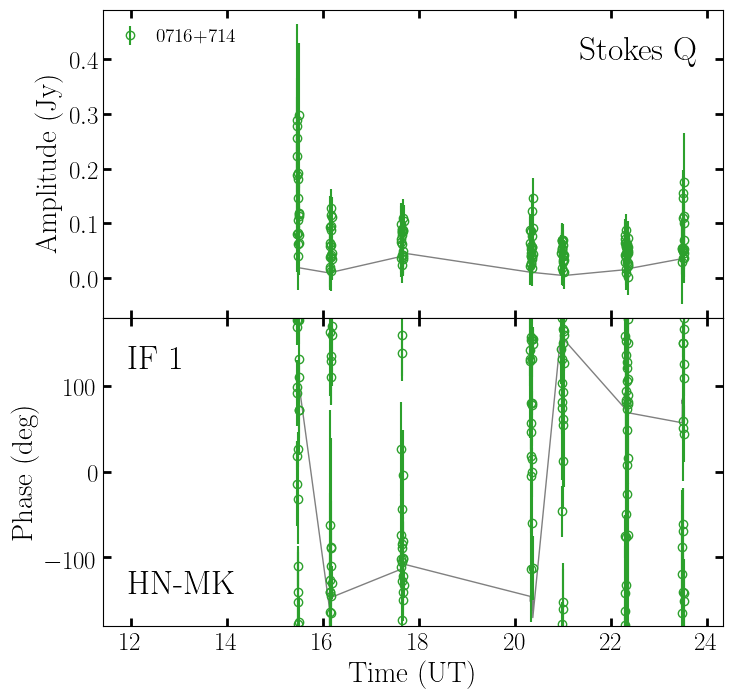 0716+714
Stokes Q
0.4
0.3
0.2
0.1
0.0
Amplitude (Jy)
IF 1
HN-MK
100
0
−100
Phase (deg)
12 14 16 18 20 22 24
Time (UT)